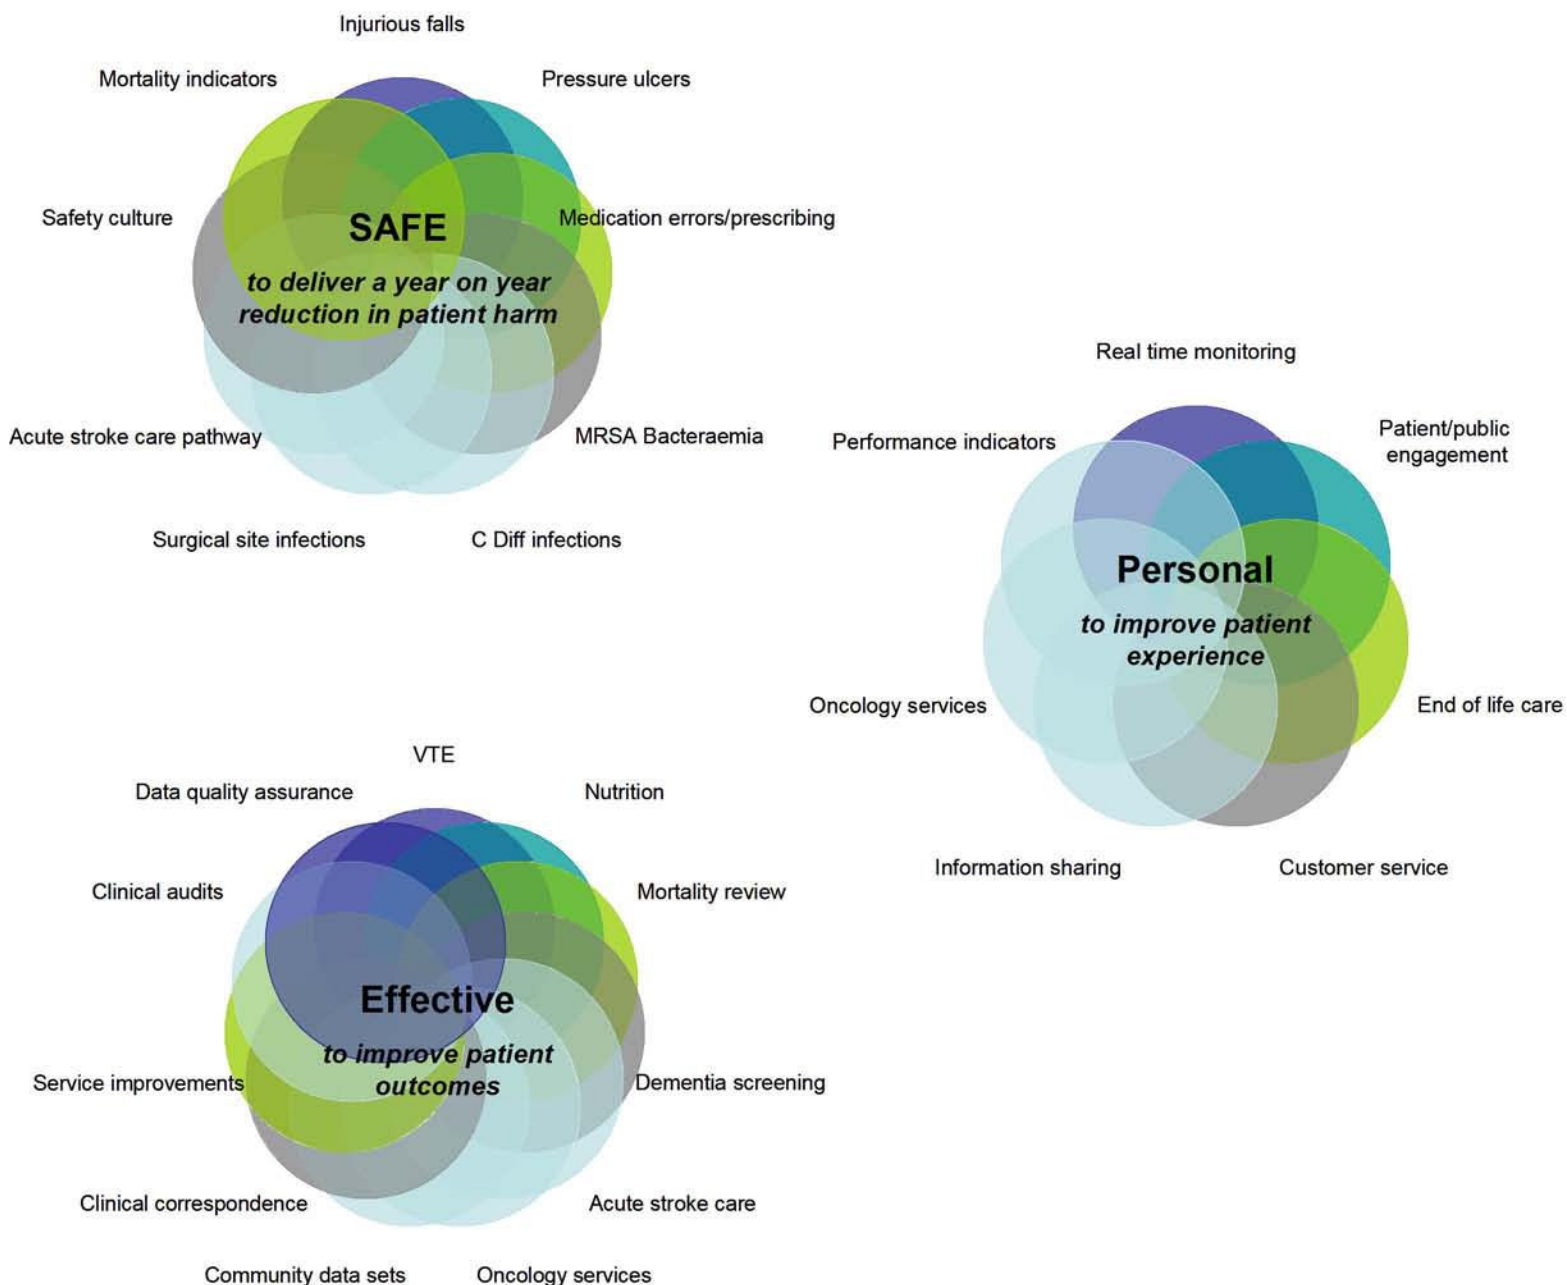 Injurious falls
Mortality indicators
Pressure ulcers
Safety culture
SAFE
Medication errors/prescribing
to deliver a year on year
reduction in patient harm
Acute stroke care pathway
MRSA Bacteraemia
Surgical site infections
C Diff infections
Real time monitoring
Performance indicators
Patient/public
engagement
Personal
to improve patient
experience
Oncology services
End of life care
Information sharing
Customer service
VTE
Data quality assurance
Nutrition
Clinical audits
Mortality review
Effective
to improve patient
outcomes
Service improvements
Dementia screening
Clinical correspondence
Acute stroke care
Community data sets
Oncology services